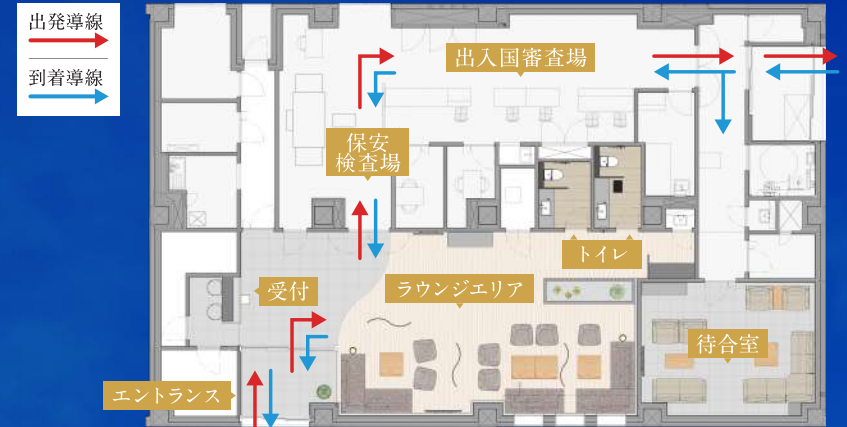 出発導線
到着導線
出入国審査場
保安
検査場
トイレ
受付
ラウンジエリア
待合室
エントランス